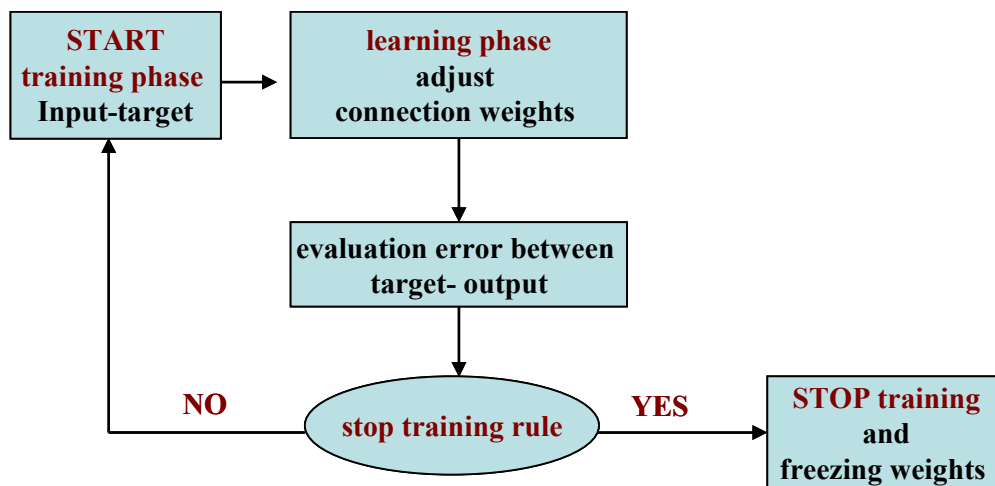 START
training phase
Input-target
learning phase
adjust
connection weights
evaluation error between
target- output
stop training rule
NO
YES
STOP training
and
freezing weights